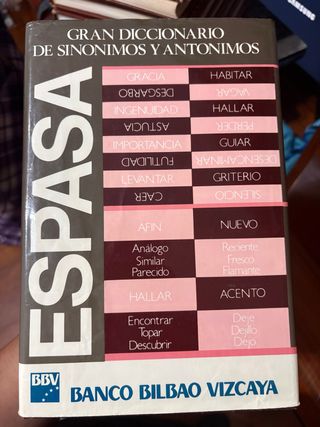 GRAN DICCIONARIO
DE SINONIMOS Y ANTONIMOS
ESPASA
GRACIA HABITAR
DESGARBO VAGAR
INGENUIDAD HALLAR
ASTUCIA PERDER
IMPORTANCIA GUIAR
FUTILIDAD DESENCAMINAR
LEVANTAR GRITERIO
CAER SILENCIO
AFIN NUEVO
Análogo Reciente
Similar Fresco
Parecido Flamante
HALLAR ACENTO
Encontrar Deje
Topar Dejillo
Descubrir Dejo
BBV BANCO BILBAO VIZCAYA